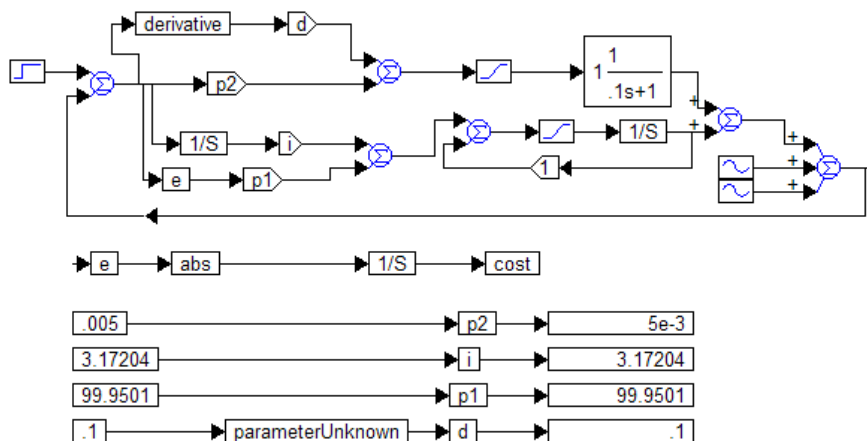 derivative d
1 1
.1s+1
p2
+
1/S i
Σ
Σ
Σ
Σ
Σ
Σ
1/S
+
+
e p1
1
+
+
+
e abs 1/S cost
.005 p2 5e-3
3.17204 i 3.17204
99.9501 p1 99.9501
.1 parameterUnknown d .1